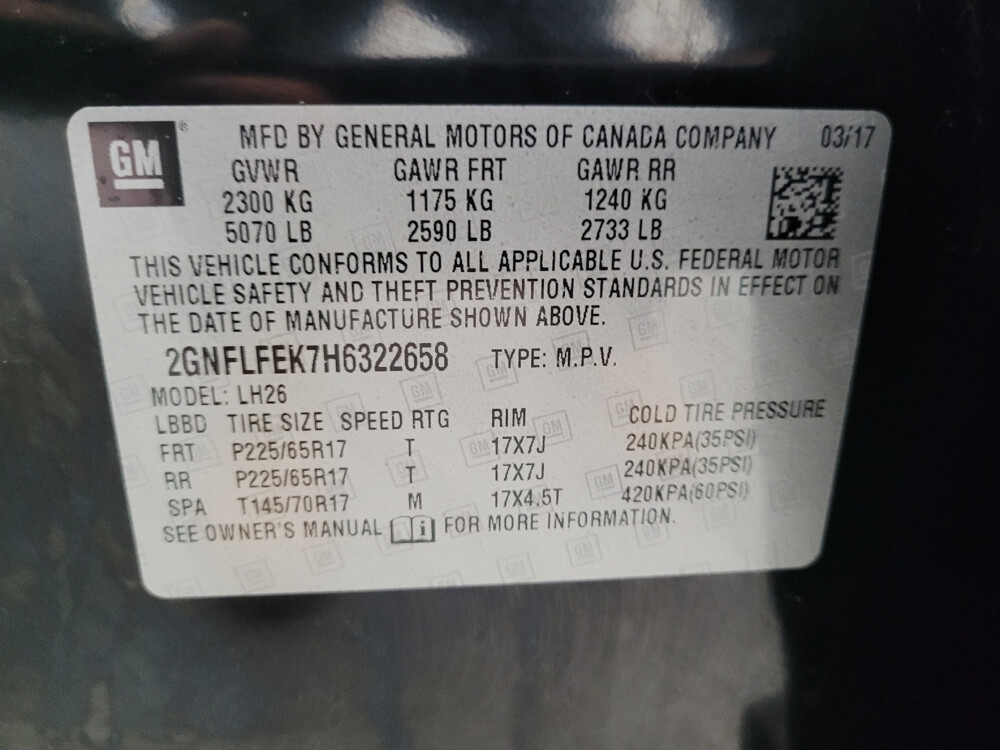 GM ® MFD BY GENERAL MOTORS OF CANADA COMPANY 03/17
GVWR GAWR FRT GAWR RR
2300 KG 1175 KG 1240 KG
5070 LB 2590 LB 2733 LB
THIS VEHICLE CONFORMS TO ALL APPLICABLE U.S. FEDERAL MOTOR
VEHICLE SAFETY AND THEFT PREVENTION STANDARDS IN EFFECT ON
THE DATE OF MANUFACTURE SHOWN ABOVE.
2GNFLFEK7H6322658 TYPE: M.P.V.
MODEL: LH26
LBBD TIRE SIZE SPEED RTG RIM COLD TIRE PRESSURE
FRT P225/65R17 T 17X7J 240KPA(35PSI)
RR P225/65R17 T 17X7J 240KPA(35PSI)
SPA T145/70R17 M 17X4.5T 420KPA(60PSI)
SEE OWNER'S MANUAL i FOR MORE INFORMATION.